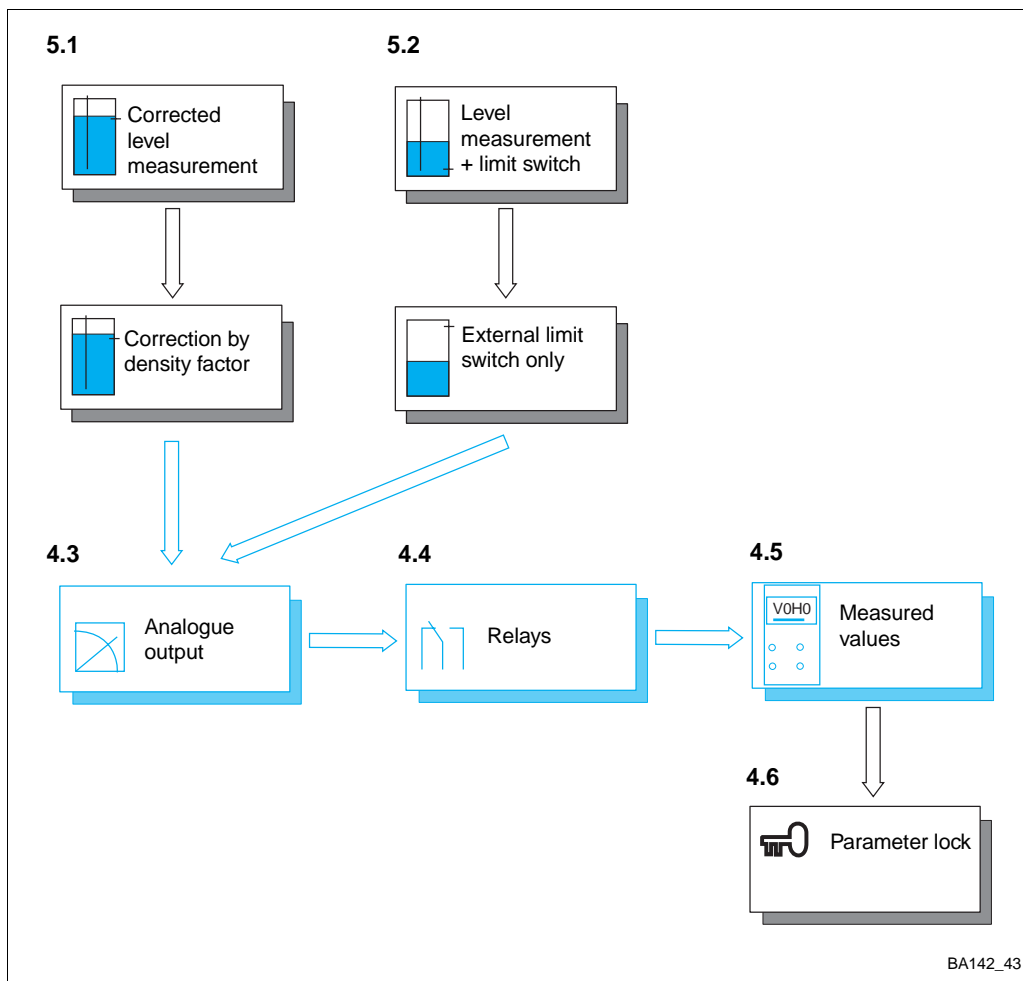 5.1
5.2
Corrected
level
measurement
Level
measurement
+ limit switch
Correction by
density factor
External limit
switch only
4.3
4.4
4.5
Analogue
output
Relays
V0H0
Measured
values
4.6
Parameter lock
BA142_43